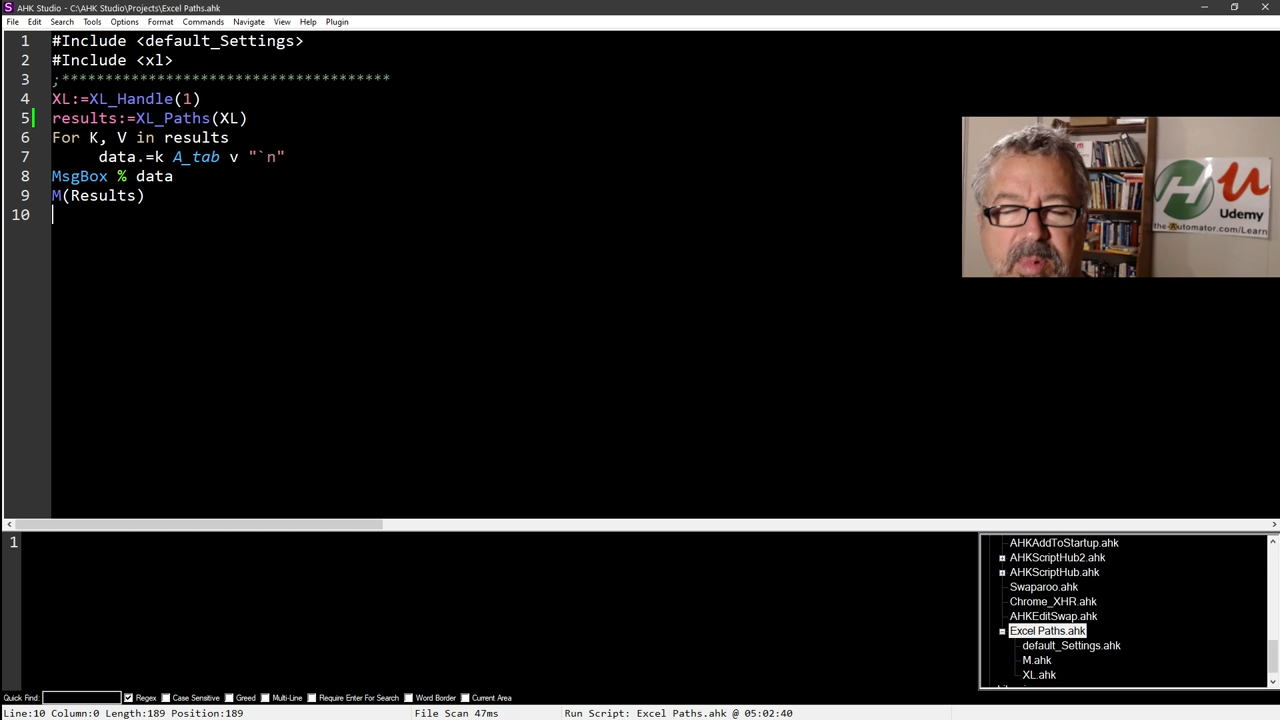 AHK Studio - C:\AHK Studio\Projects\Excel Paths.ahk
File Edit Search Tools Options Format Commands Navigate View Help Plugin
1 #Include <default_Settings>
2 #Include <xl>
3 ;**************************************
4 XL:=XL_Handle(1)
5 results:=XL_Paths(XL)
6 For K, V in results
7 data.=k A_tab v "`n"
8 MsgBox % data
9 M(Results)
10
H u
Udemy
the-Automator.com/Learn
1
AHKAddToStartup.ahk
AHKScriptHub2.ahk
AHKScriptHub.ahk
Swaparoo.ahk
Chrome_XHR.ahk
AHKEditSwap.ahk
Excel Paths.ahk
default_Settings.ahk
M.ahk
XL.ahk
Quick Find: Regex Case Sensitive Greed Multi-Line Require Enter For Search Word Border Current Area
Line:10 Column:0 Length:189 Position:189 File Scan 47ms Run Script: Excel Paths.ahk @ 05:02:40